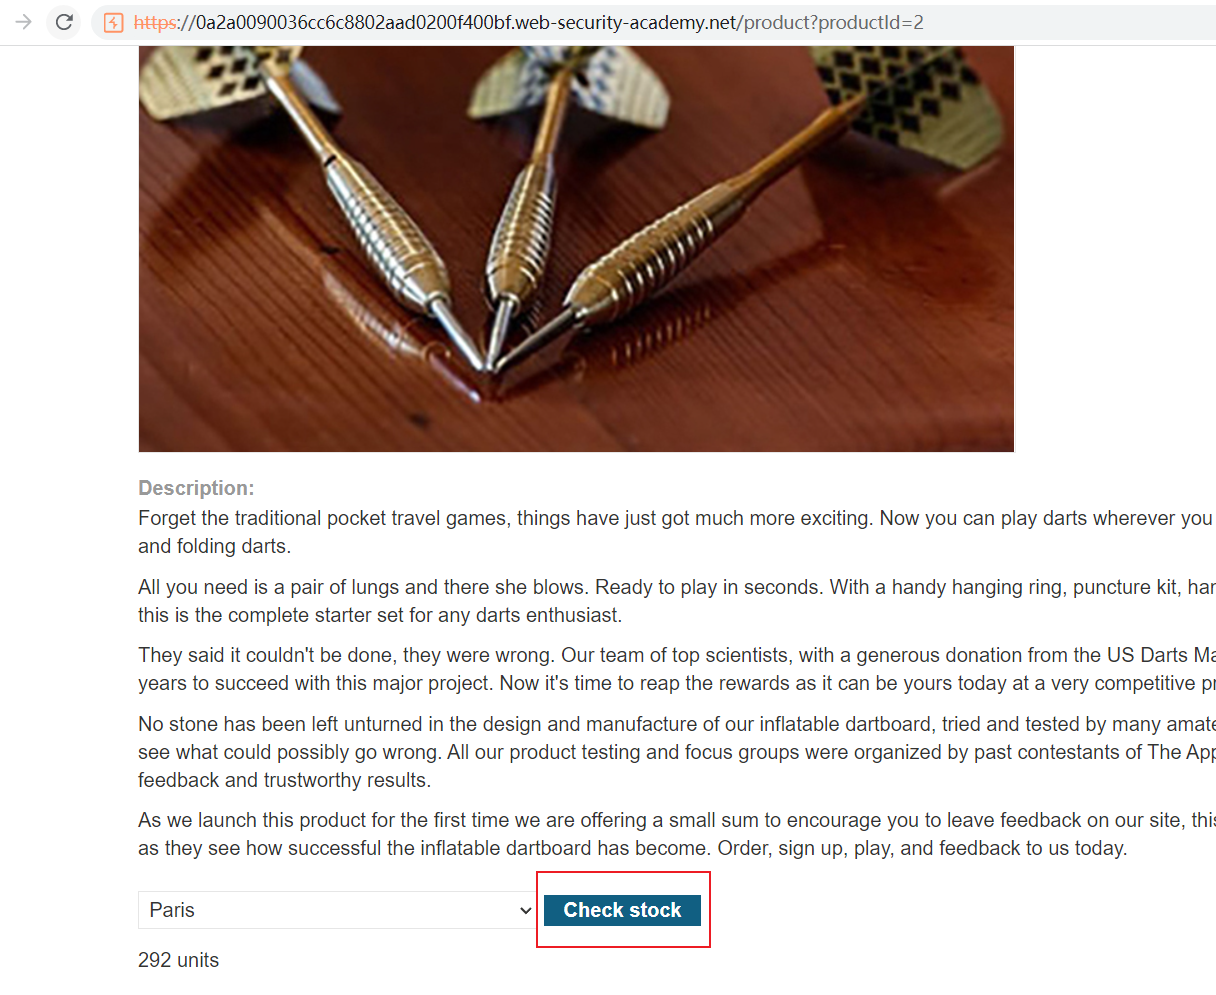 https://0a2a0090036cc6c8802aad0200f400bf.web-security-academy.net/product?productId=2
Description:
Forget the traditional pocket travel games, things have just got much more exciting. Now you can play darts wherever you
and folding darts.
All you need is a pair of lungs and there she blows. Ready to play in seconds. With a handy hanging ring, puncture kit,
this is the complete starter set for any darts enthusiast.
They said it couldn't be done, they were wrong. Our team of top scientists, with a generous donation from the US Darts
years to succeed with this major project. Now it's time to reap the rewards as it can be yours today at a very competitive
No stone has been left unturned in the design and manufacture of our inflatable dartboard, tried and tested by many
see what could possibly go wrong. All our product testing and focus groups were organized by past contestants of The
feedback and trustworthy results.
As we launch this product for the first time we are offering a small sum to encourage you to leave feedback on our site,
as they see how successful the inflatable dartboard has become. Order, sign up, play, and feedback to us today.
Paris
Check stock
292 units